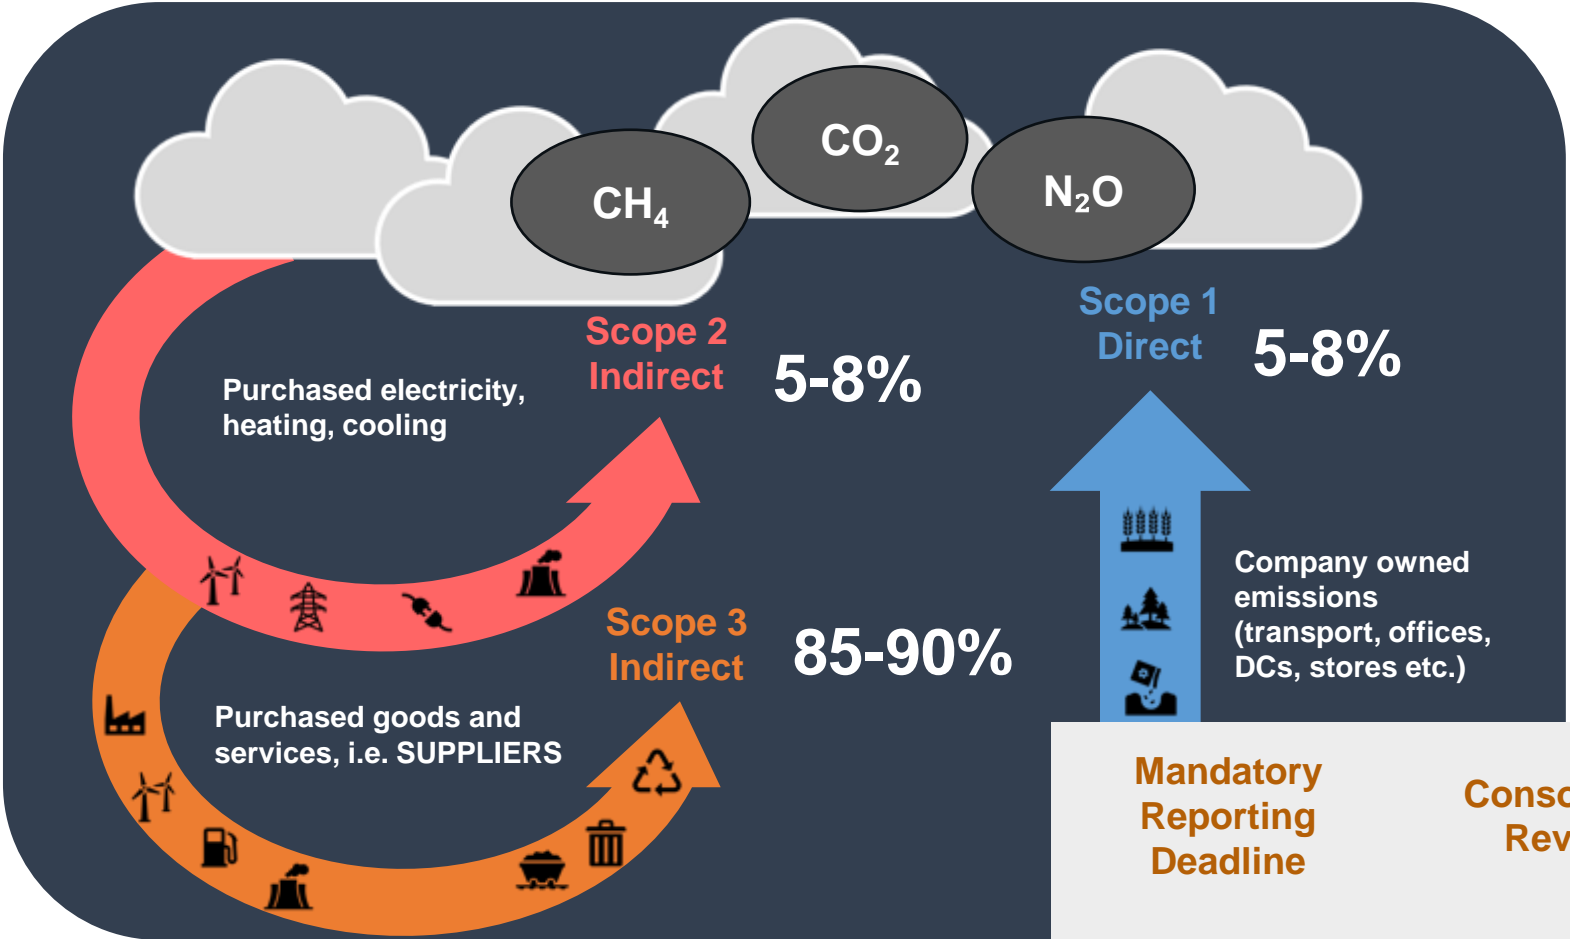 CO₂
CH₄
N₂O
Scope 1
Direct
5-8%
Scope 2
Indirect
5-8%
Purchased electricity,
heating, cooling
Company owned
emissions
(transport, offices,
DCs, stores etc.)
Scope 3
Indirect
85-90%
Purchased goods and
services, i.e. SUPPLIERS
Mandatory
Reporting
Deadline